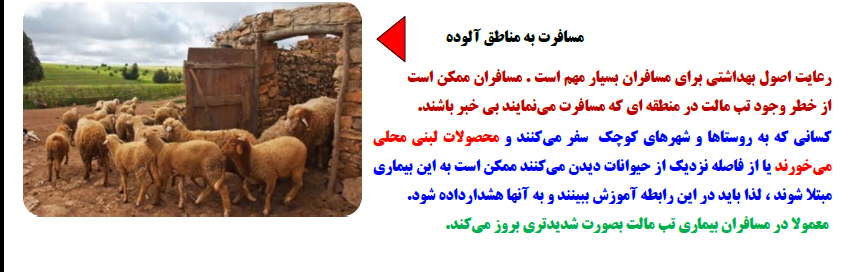 مسافرت به مناطق آلوده
رعایت اصول بهداشتی برای مسافران بسیار مهم است . مسافران ممکن است
از خطر وجود تب مالت در منطقه ای که مسافرت می‌نمایند بی خبر باشند.
کسانی که به روستاها و شهرهای کوچک سفر می‌کنند و محصولات لبنی محلی
می‌خورند یا از فاصله نزدیک از حیوانات دیدن می‌کنند ممکن است به این بیماری
مبتلا شوند ، لذا باید در این رابطه آموزش ببینند و به آنها هشدارداده شود.
معمولا در مسافران بیماری تب مالت بصورت شدیدتری بروز می‌کند.